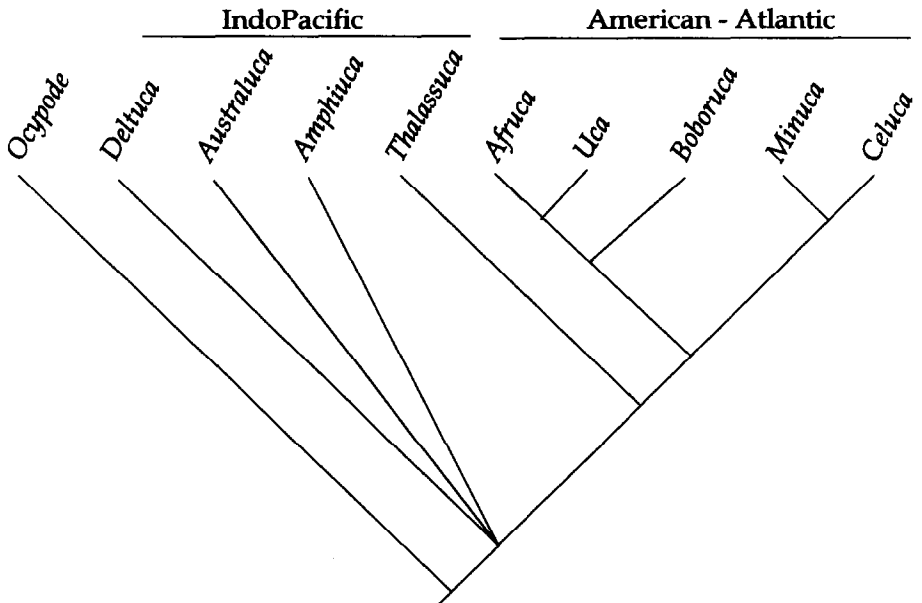 IndoPacific
American - Atlantic
Ocypode
Deltuca
Australuca
Amphiuca
Thalassuca
Afruca
Uca
Boboruca
Minuca
Celuca